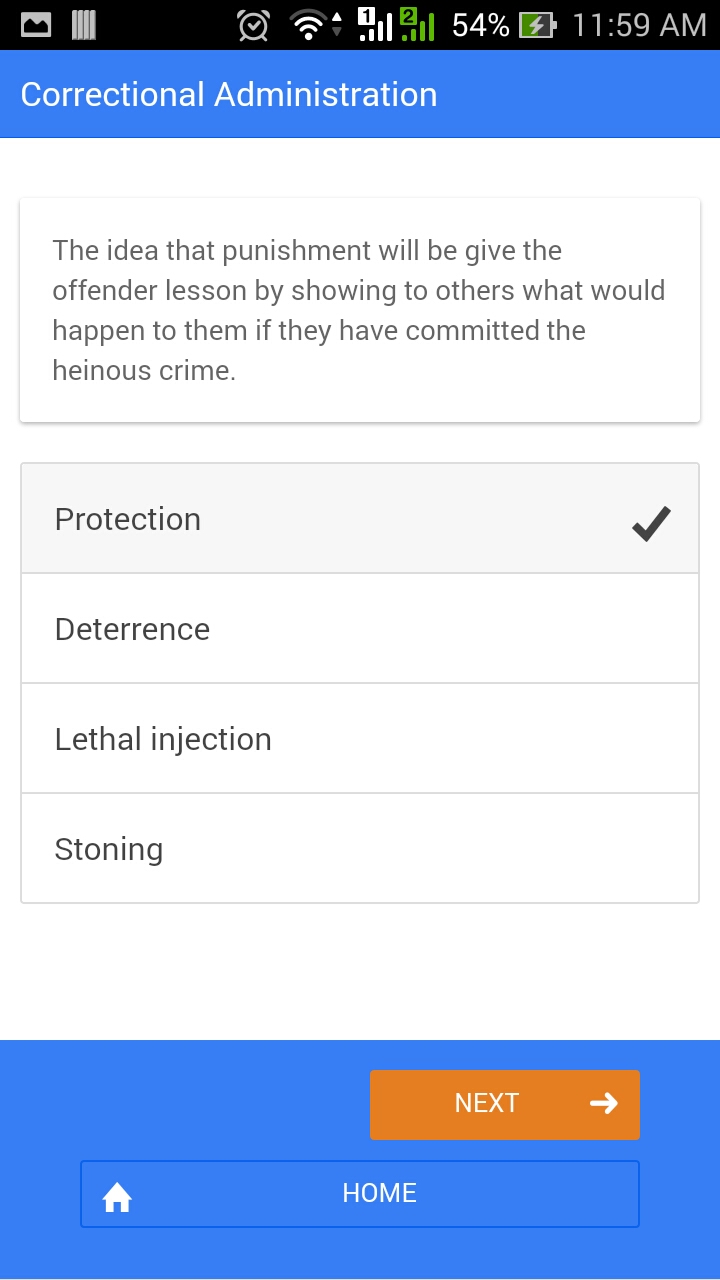 1 2 54% 11:59 AM
Correctional Administration
The idea that punishment will be give the
offender lesson by showing to others what would
happen to them if they have committed the
heinous crime.
Protection
Deterrence
Lethal injection
Stoning
NEXT
HOME